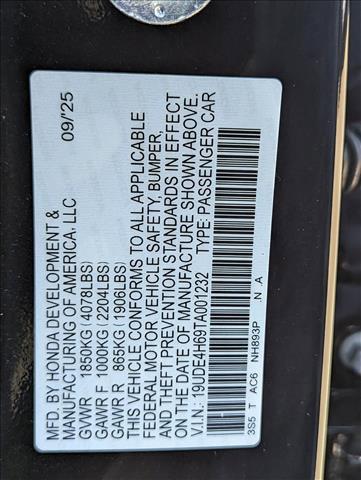 MFD. BY HONDA DEVELOPMENT &
MANUFACTURING OF AMERICA, LLC 09/25
GVWR 1850KG(4078LBS)
GAWR F 1000KG(2204LBS)
GAWR R 865KG(1906LBS)
THIS VEHICLE CONFORMS TO ALL APPLICABLE
FEDERAL MOTOR VEHICLE SAFETY, BUMPER,
AND THEFT PREVENTION STANDARDS IN EFFECT
ON THE DATE OF MANUFACTURE SHOWN ABOVE.
V.I.N.: 19UDE4H69TA001232 TYPE: PASSENGER CAR
3S5 T AC6 NH893P N A